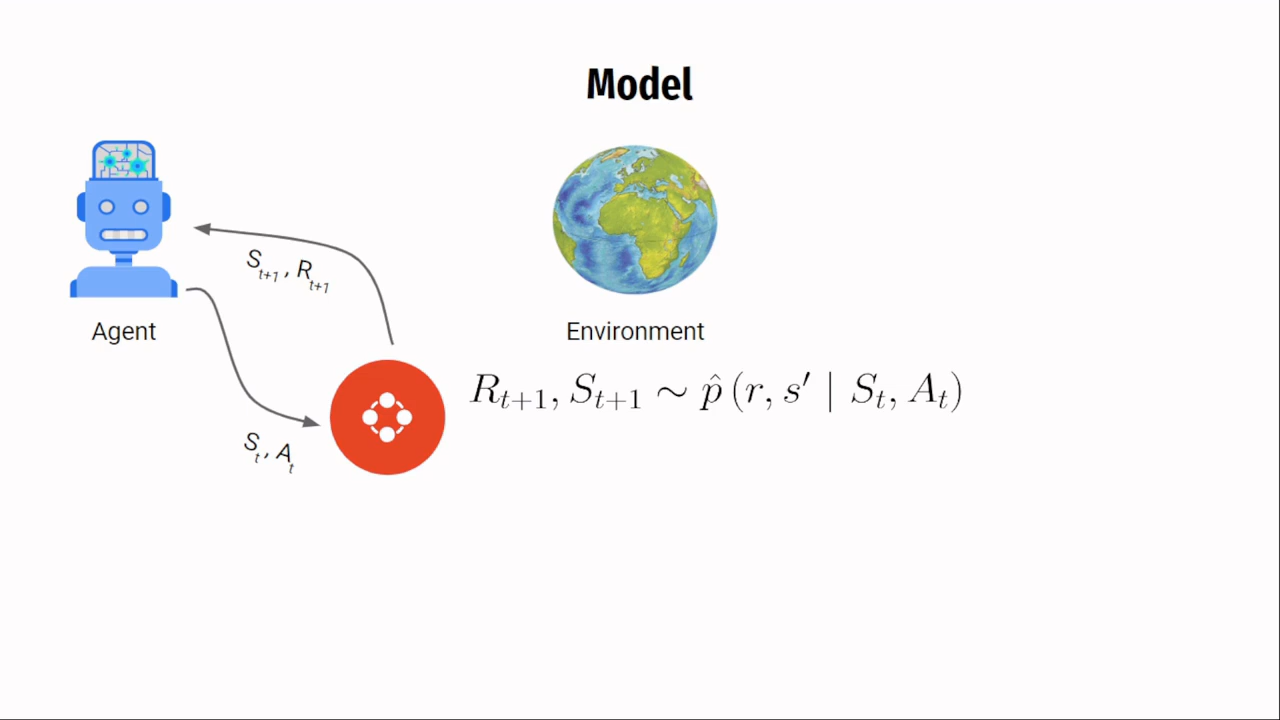 Model
S_{t+1}, R_{t+1}
Agent
Environment
R_{t+1}, S_{t+1} ∼ p̂ (r, s′ | S_t, A_t)
S_t, A_t